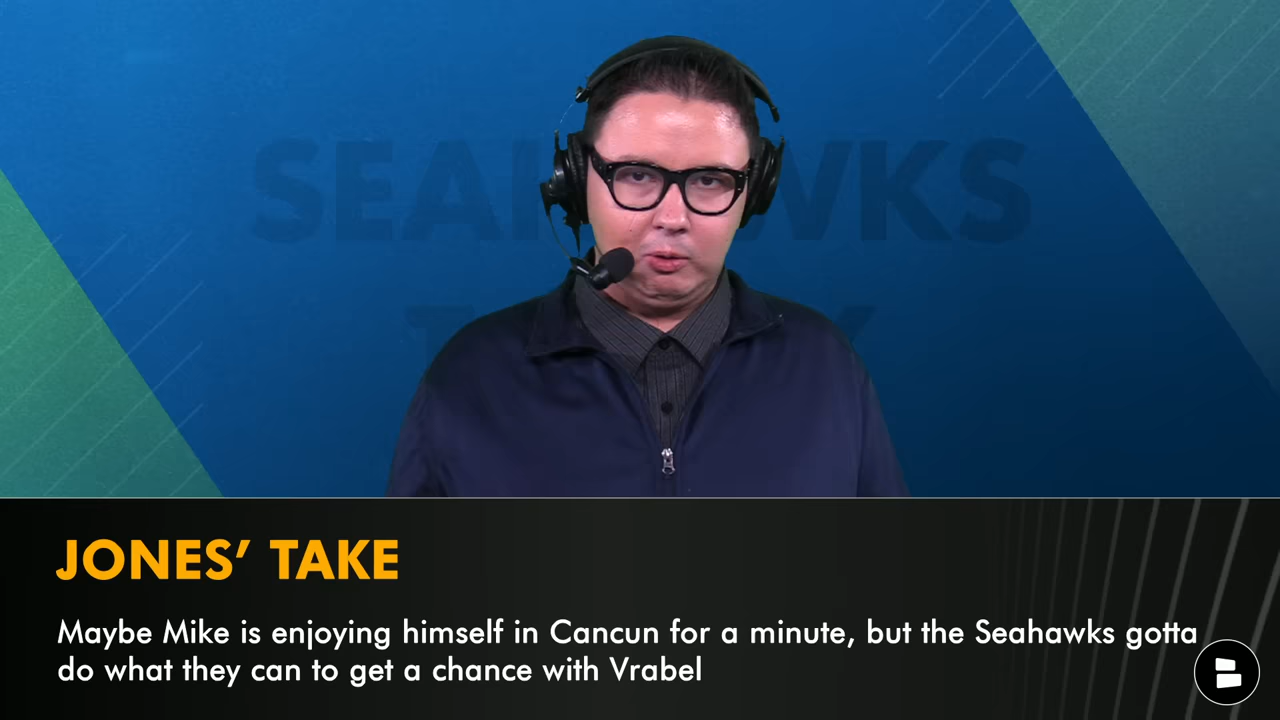 SEAHAWKS
JONES’ TAKE
Maybe Mike is enjoying himself in Cancun for a minute, but the Seahawks gotta
do what they can to get a chance with Vrabel